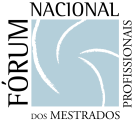 FÓRUM
NACIONAL
DOS MESTRADOS
PROFISSIONAIS